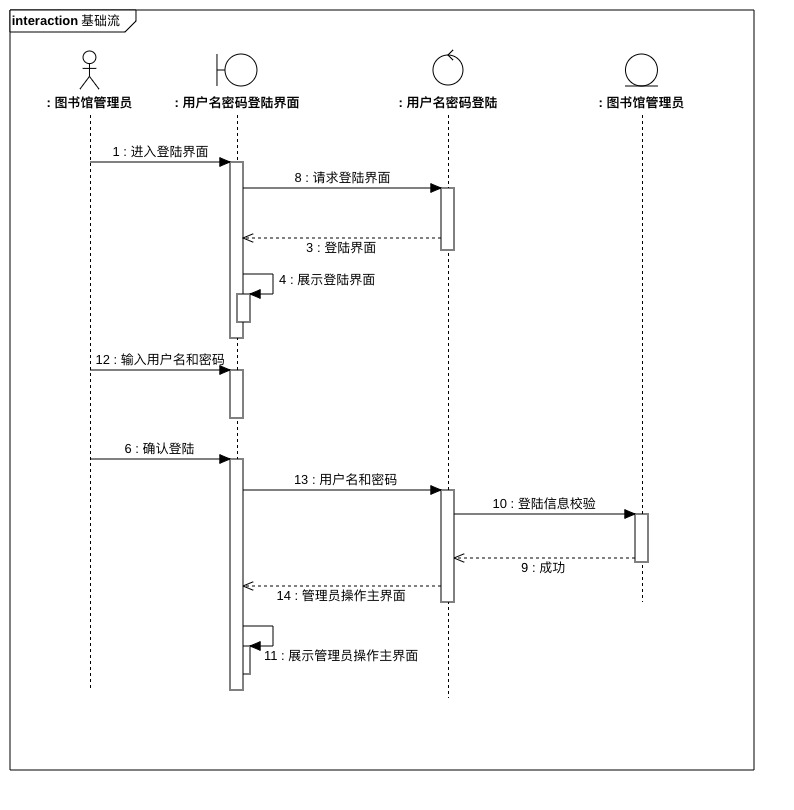 interaction 基础流
: 图书馆管理员
: 用户名密码登陆界面
: 用户名密码登陆
: 图书馆管理员
1 : 进入登陆界面
8 : 请求登陆界面
3 : 登陆界面
4 : 展示登陆界面
12 : 输入用户名和密码
6 : 确认登陆
13 : 用户名和密码
10 : 登陆信息校验
9 : 成功
14 : 管理员操作主界面
11 : 展示管理员操作主界面